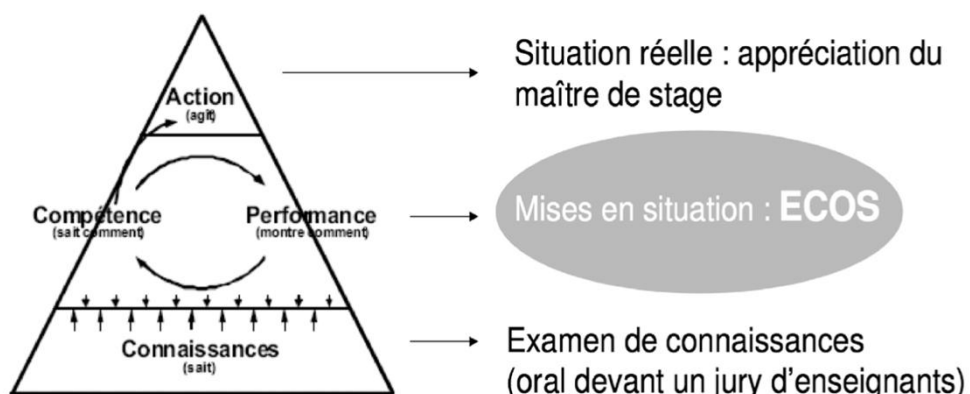 Action
(agît)
Situation réelle : appréciation du
maître de stage
Compétence
(sait comment)
Performance
(montre comment)
Mises en situation : ECOS
Connaissances
(sait)
Examen de connaissances
(oral devant un jury d’enseignants)